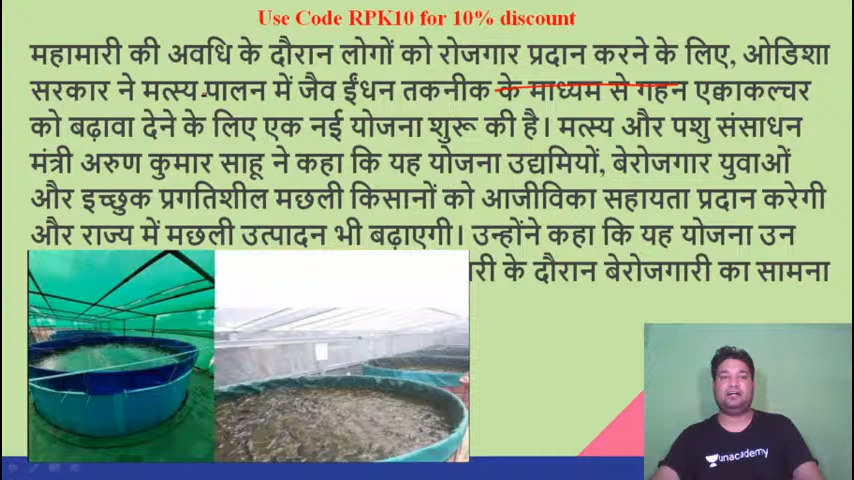 Use Code RPK10 for 10% discount
महामारी की अवधि के दौरान लोगों को रोजगार प्रदान करने के लिए, ओडिशा
सरकार ने मत्स्य पालन में जैव ईंधन तकनीक के माध्यम से गहन एक्वाकल्चर
को बढ़ावा देने के लिए एक नई योजना शुरू की है। मत्स्य और पशु संसाधन
मंत्री अरुण कुमार साहू ने कहा कि यह योजना उद्यमियों, बेरोजगार युवाओं
और इच्छुक प्रगतिशील मछली किसानों को आजीविका सहायता प्रदान करेगी
और राज्य में मछली उत्पादन भी बढ़ाएगी। उन्होंने कहा कि यह योजना उन
के दौरान बेरोजगारी का सामना
unacademy